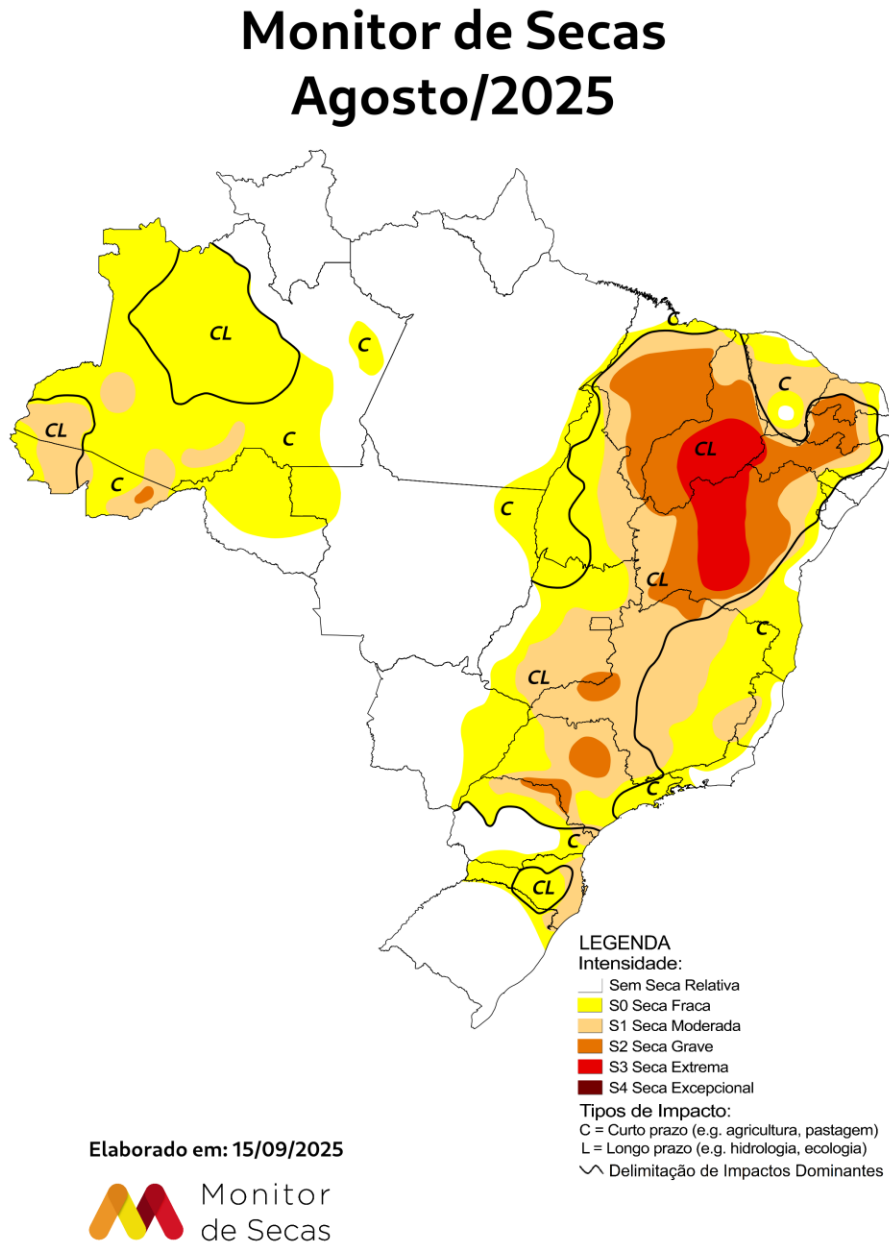 Monitor de Secas
Agosto/2025
CL
C
C
C
CL
C
C
CL
C
CL
C
CL
C
C
CL
LEGENDA
Intensidade:
Sem Seca Relativa
S0 Seca Fraca
S1 Seca Moderada
S2 Seca Grave
S3 Seca Extrema
S4 Seca Excepcional
Tipos de Impacto:
C = Curto prazo (e.g. agricultura, pastagem)
L = Longo prazo (e.g. hidrologia, ecologia)
Delimitação de Impactos Dominantes
Elaborado em: 15/09/2025
Monitor
de Secas